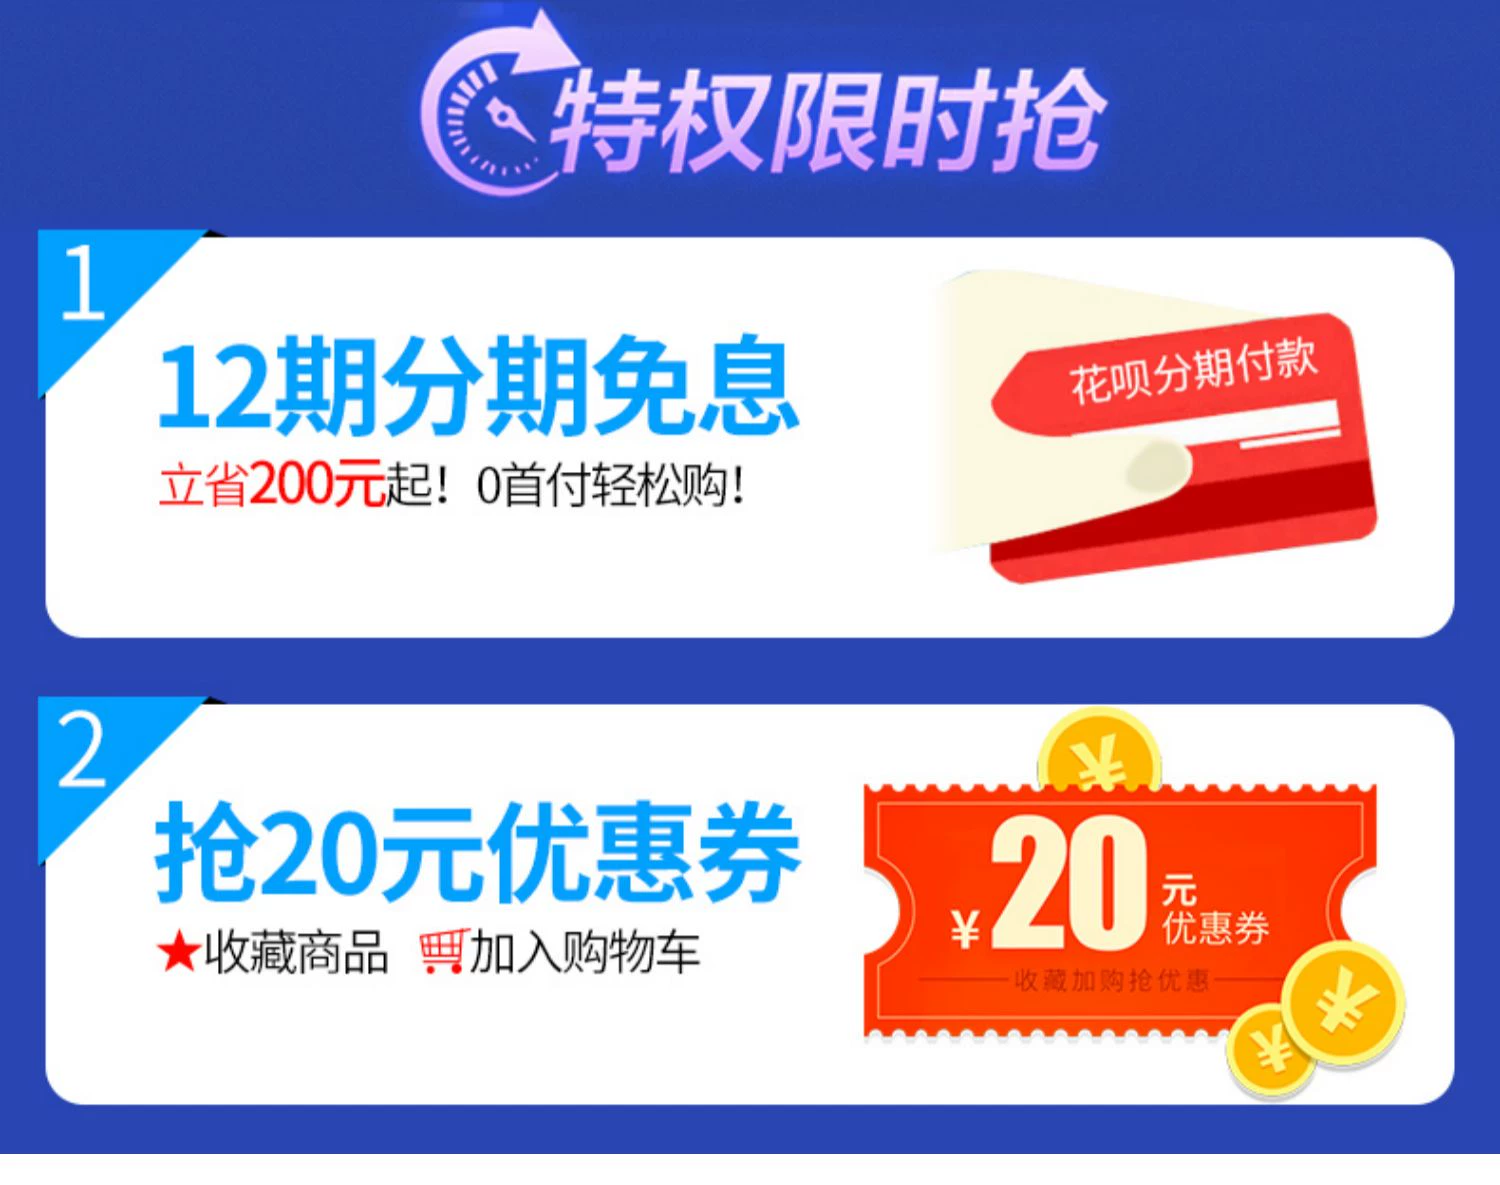 特权限时抢
1
12期分期免息
立省200元起！0首付轻松购！
花呗分期付款
2
抢20元优惠券
★收藏商品 加入购物车
¥
¥20元
优惠券
收藏加购抢优惠
¥
¥